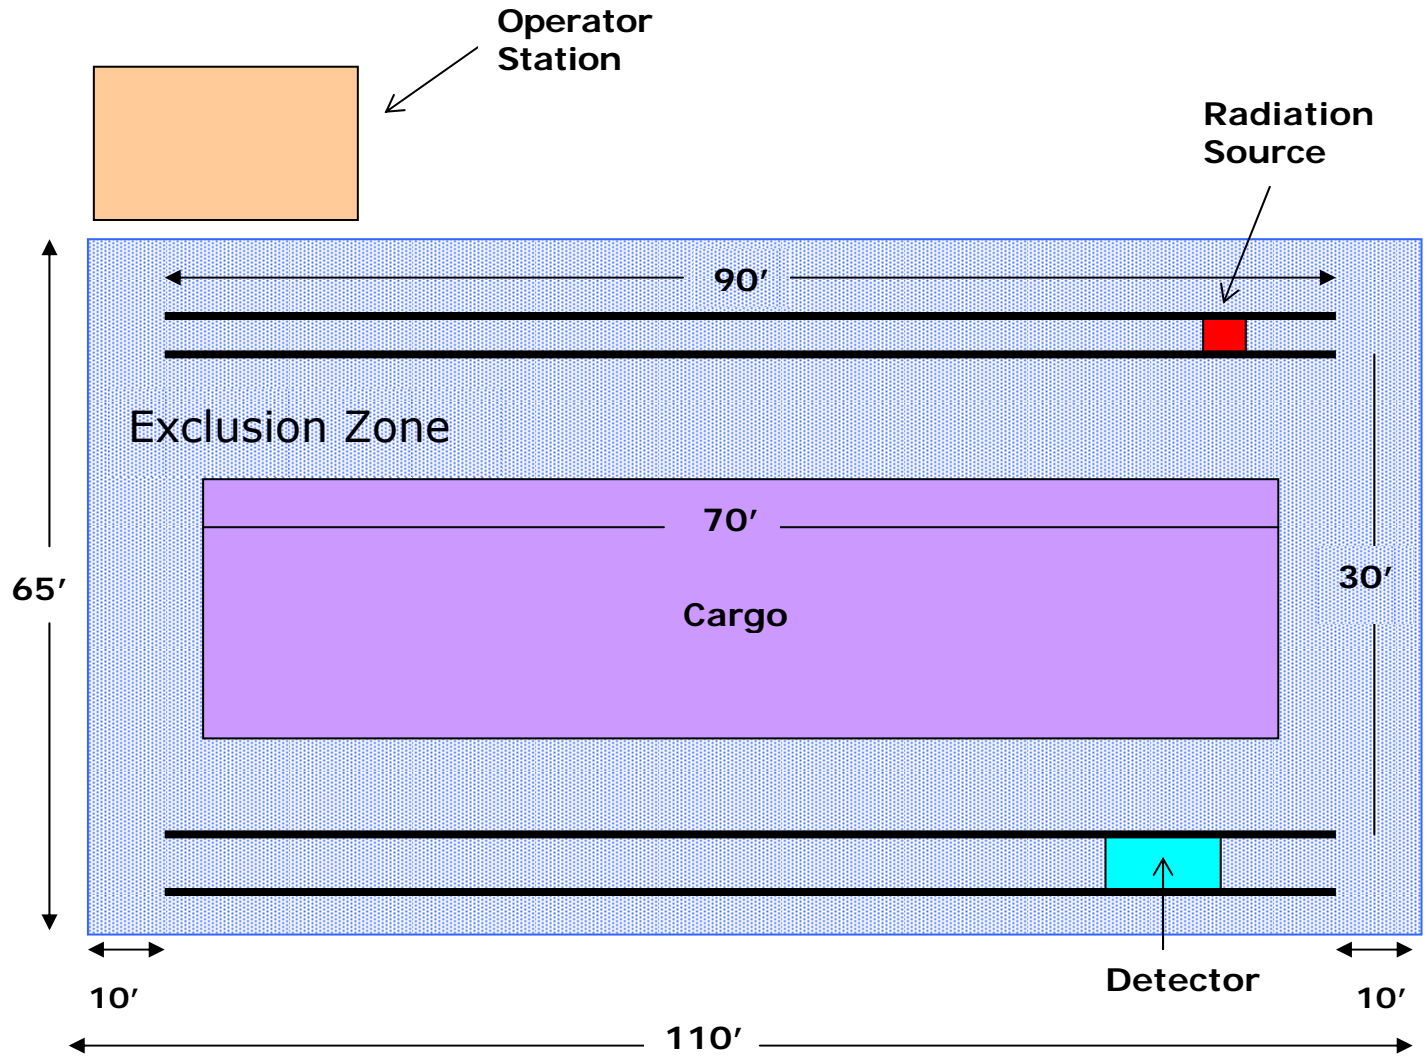 Operator
Station
Radiation
Source
90′
Exclusion Zone
70′
65′
30′
Cargo
Detector
10′
10′
110′